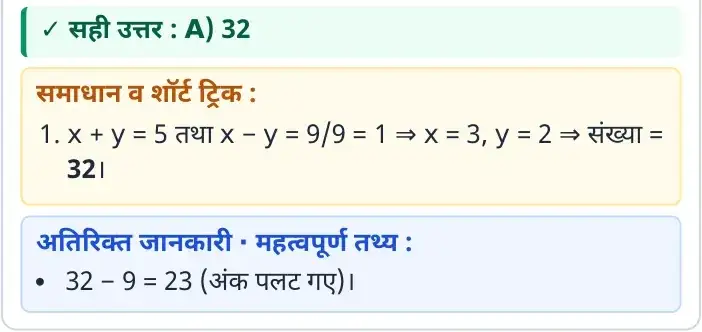 ✓ सही उत्तर : A) 32
समाधान व शॉर्ट ट्रिक :
1. x + y = 5 तथा x − y = 9/9 = 1 ⇒ x = 3, y = 2 ⇒ संख्या =
32।
अतिरिक्त जानकारी · महत्वपूर्ण तथ्य :
• 32 − 9 = 23 (अंक पलट गए)।